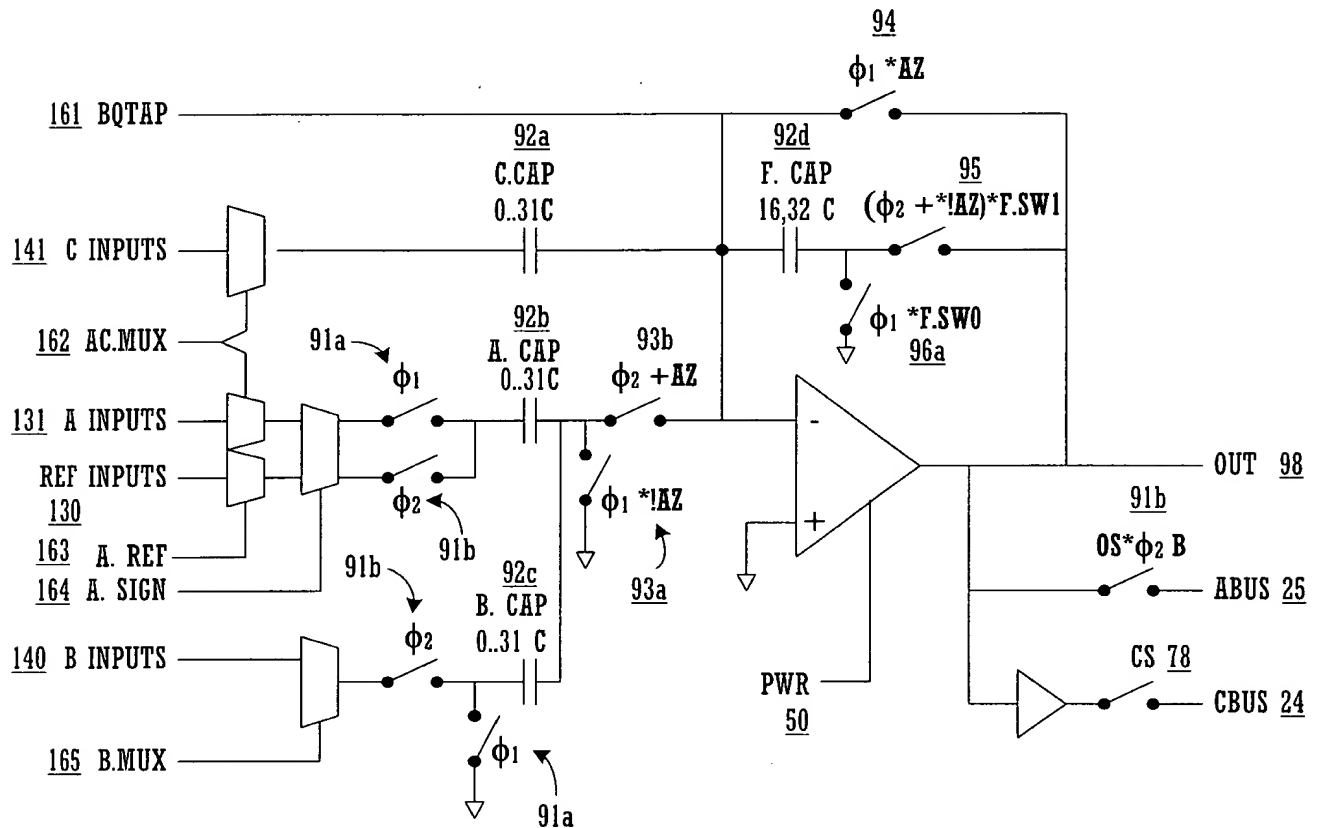 94
ϕ1 *AZ
161 BQTAP
92a
C.CAP
0..31C
92d
F. CAP
16,32 C
95
(ϕ2 +*!AZ)*F.SW1
141 C INPUTS
ϕ1 *F.SW0
96a
162 AC.MUX
91a
ϕ1
92b
A. CAP
0..31C
93b
ϕ2 +AZ
131 A INPUTS
-
REF INPUTS
130
ϕ2
91b
ϕ1 *!AZ
93a
+
OUT 98
163 A. REF
164 A. SIGN
91b
ϕ2
92c
B. CAP
0..31 C
91b
OS*ϕ2 B
ABUS 25
140 B INPUTS
PWR
50
CS 78
CBUS 24
165 B.MUX
ϕ1
91a